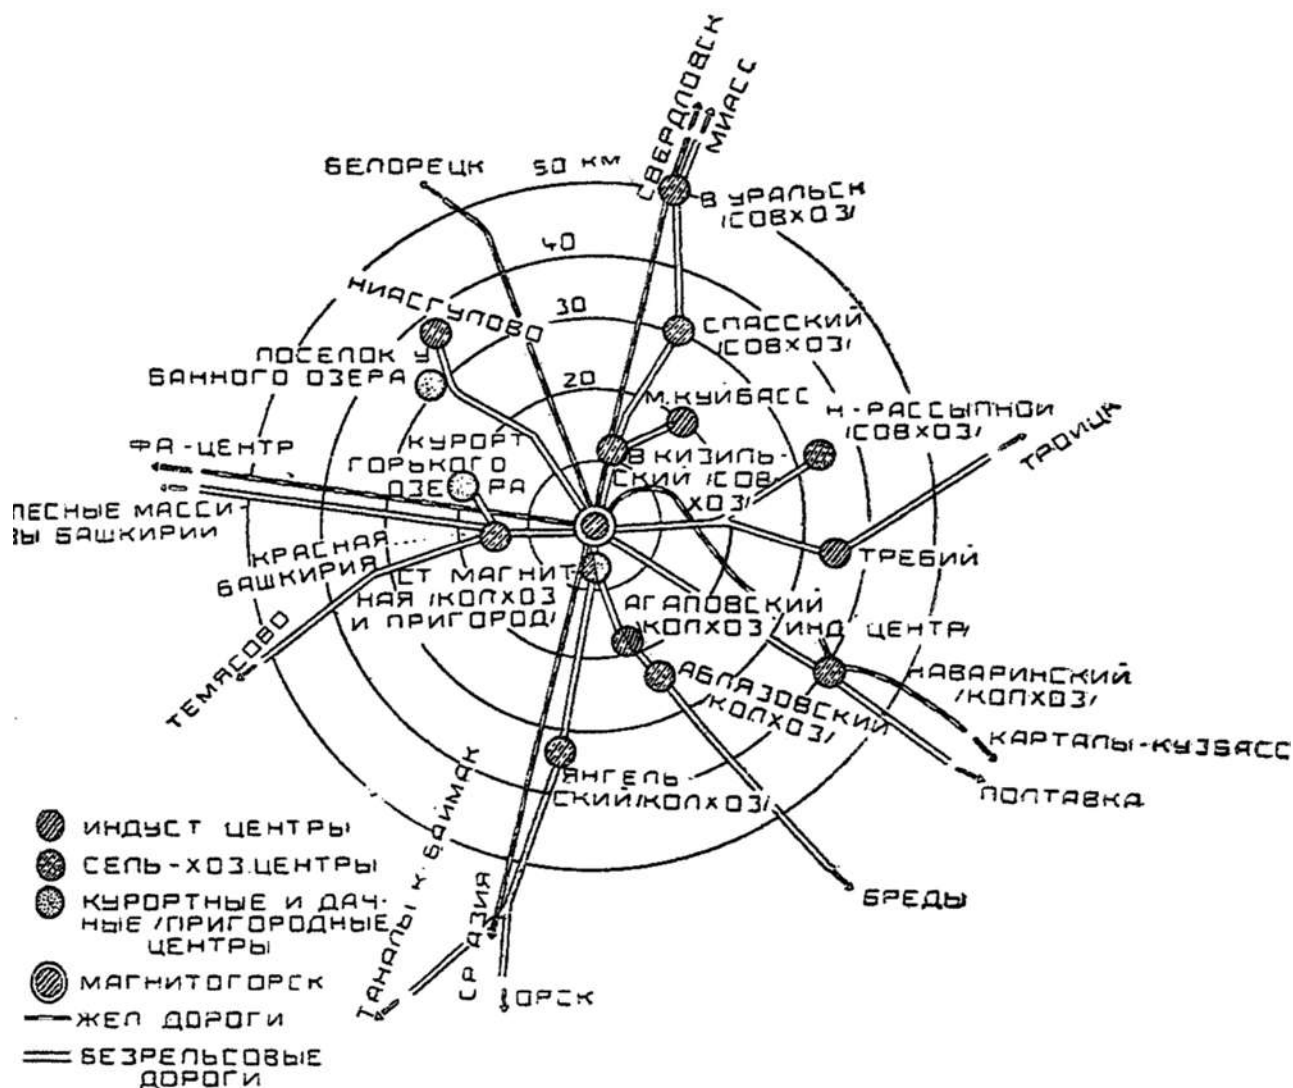 СВЕРДЛОВСК
МИАСС
БЕЛОРЕЦК
50 КМ
В УРАЛЬСК
/СОВХОЗ/
40
НИАСГУЛОВО
30
СПАССКИЙ
/СОВХОЗ/
ПОСЕЛОК У
БАННОГО ОЗЕРА
20
М.КУЙБАСС
Н-РАССЫПНОЙ
/СОВХОЗ/
ТРОИЦК
ФА-ЦЕНТР
КУРОРТ
ГОРЬКОГО
ОЗЕРА
В КИЗИЛЬ-
СКИЙ /СОВ-
ХОЗ/
ЛЕСНЫЕ МАССИ-
ВЫ БАШКИРИИ
КРАСНАЯ
БАШКИРИЯ
ТРЕБИЙ
СТ МАГНИТ-
НАЯ /КОЛХОЗ
И ПРИГОРОД/
АГАПОВСКИЙ
/КОЛХОЗ/ ИНД ЦЕНТР/
ТЕМЯСОВО
АБЛЯЗОВСКИЙ
/КОЛХОЗ/
НАВАРИНСКИЙ
/КОЛХОЗ/
КАРТАЛЫ-КУЗБАСС
ПОЛТАВКА
ЯНГЕЛЬ-
СКИЙ/КОЛХОЗ/
БРЕДЫ
ТАНАЛЫК-БАЙМАК
СР АЗИЯ
ОРСК
ИНДУСТ ЦЕНТРЫ
СЕЛЬ-ХОЗ.ЦЕНТРЫ
КУРОРТНЫЕ И ДАЧ-
НЫЕ /ПРИГОРОДНЫЕ
ЦЕНТРЫ
МАГНИТОГОРСК
ЖЕЛ ДОРОГИ
БЕЗРЕЛЬСОВЫЕ
ДОРОГИ